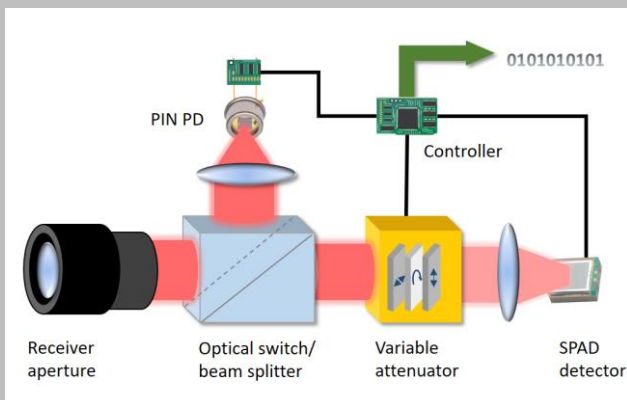 0101010101
PIN PD
Controller
Receiver
aperture
Optical switch/
beam splitter
Variable
attenuator
SPAD
detector